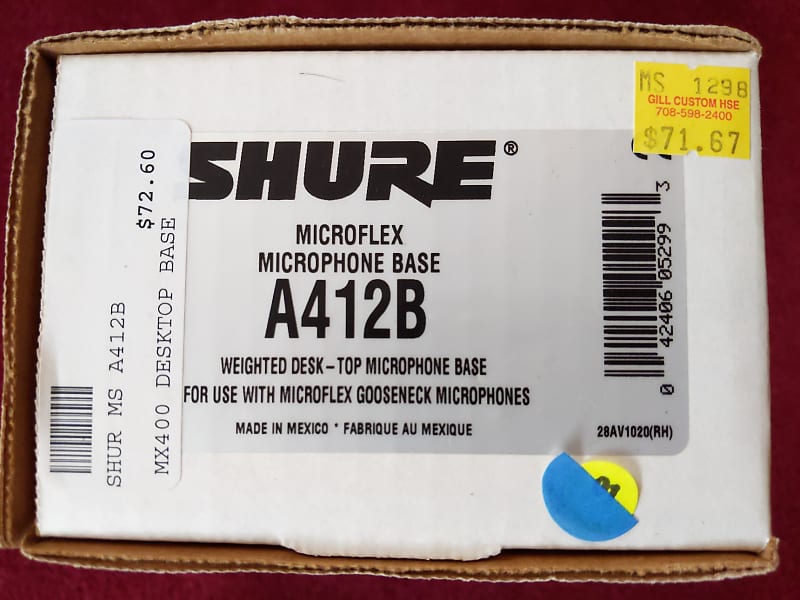 MS 1298
GILL CUSTOM HSE
708-598-2400
$71.67
SHURE®
MICROFLEX
MICROPHONE BASE
A412B
WEIGHTED DESK-TOP MICROPHONE BASE
FOR USE WITH MICROFLEX GOOSENECK MICROPHONES
MADE IN MEXICO * FABRIQUE AU MEXIQUE
28AV1020(RH)
0 42406 05299 3
$72.60
SHUR MS A412B
MX400 DESKTOP BASE